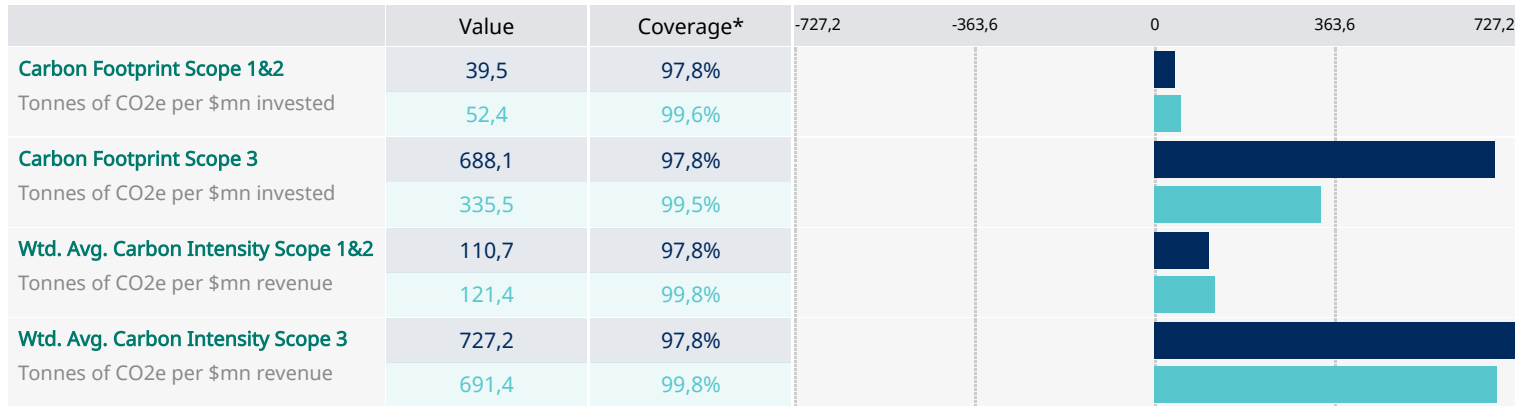 Value Coverage* -727,2 -363,6 0 363,6 727,2
Carbon Footprint Scope 1&2 39,5 97,8%
Tonnes of CO2e per $mn invested 52,4 99,6%
Carbon Footprint Scope 3 688,1 97,8%
Tonnes of CO2e per $mn invested 335,5 99,5%
Wtd. Avg. Carbon Intensity Scope 1&2 110,7 97,8%
Tonnes of CO2e per $mn revenue 121,4 99,8%
Wtd. Avg. Carbon Intensity Scope 3 727,2 97,8%
Tonnes of CO2e per $mn revenue 691,4 99,8%